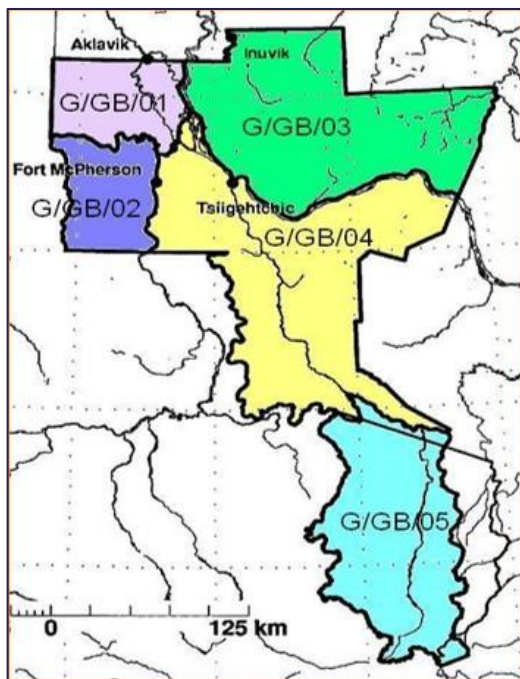 Aklavik
Inuvik
G/GB/01
G/GB/03
Fort McPherson
G/GB/02
Tsiigehtchic
G/GB/04
G/GB/05
0 125 km